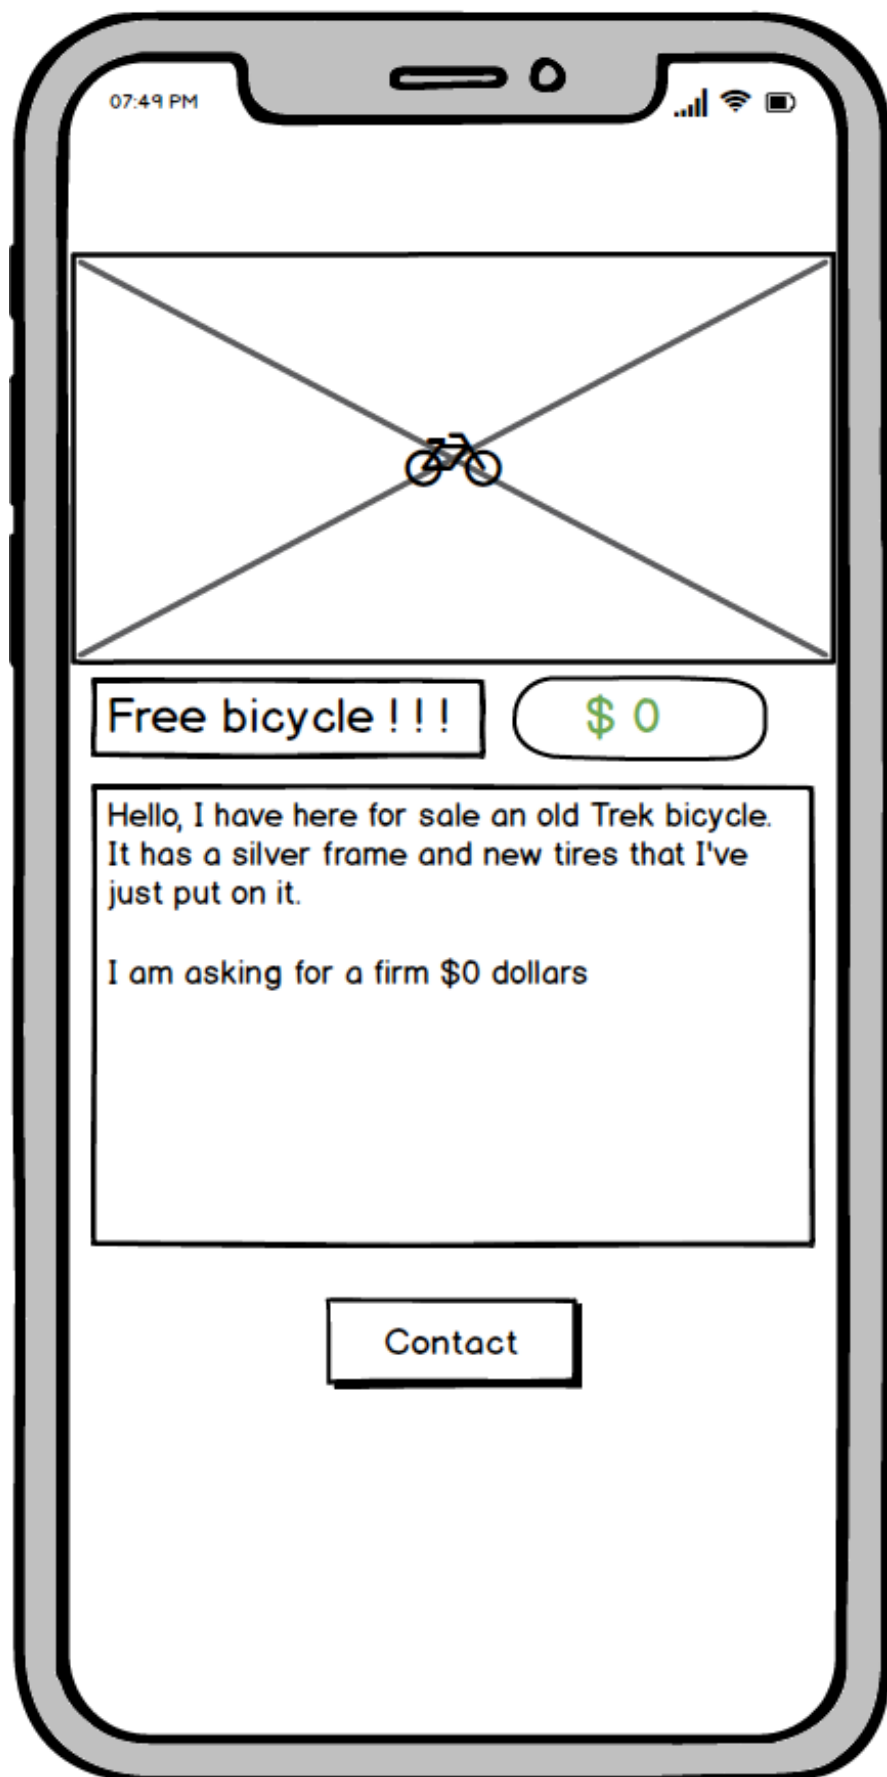 07:49 PM
Free bicycle ! ! !
$ 0
Hello, I have here for sale an old Trek bicycle.
It has a silver frame and new tires that I've
just put on it.
I am asking for a firm $0 dollars
Contact